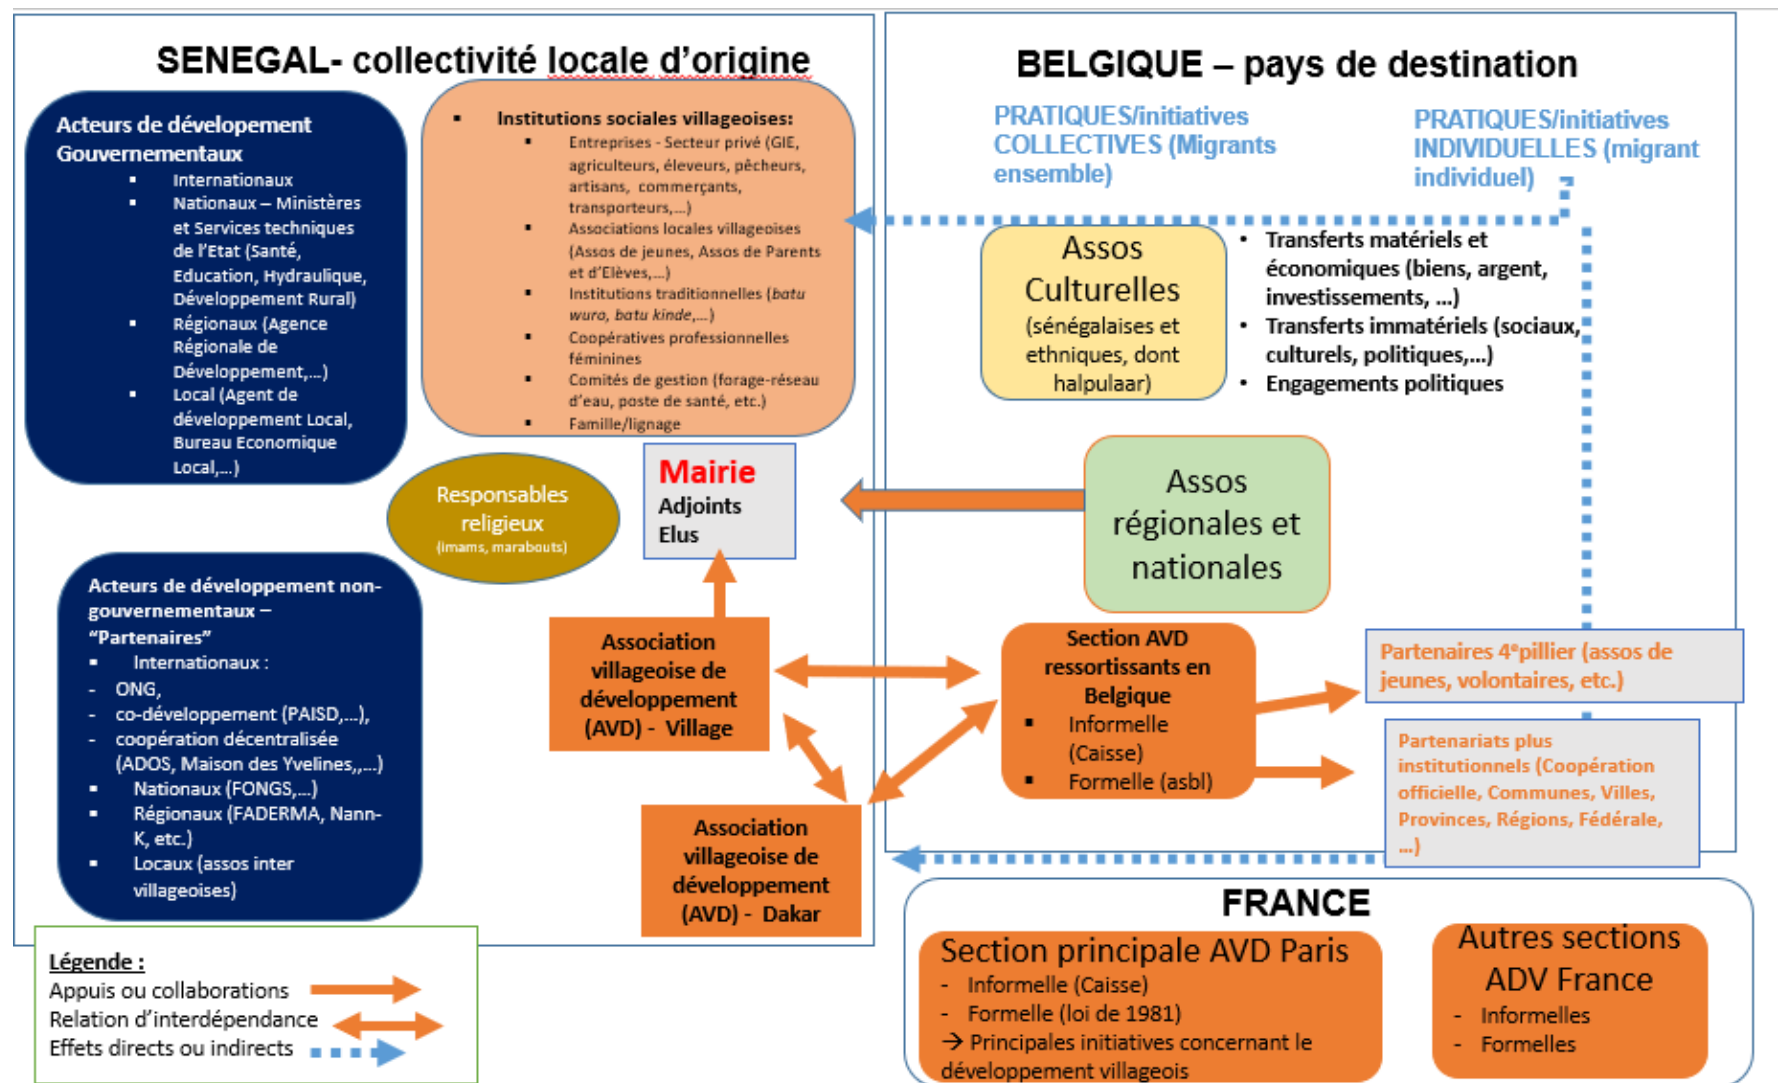 SENEGAL- collectivité locale d’origine
Acteurs de dévelopement
Gouvernementaux
▪ Internationaux
▪ Nationaux – Ministères
et Services techniques
de l’Etat (Santé,
Education, Hydraulique,
Développement Rural)
▪ Régionaux (Agence
Régionale de
Développement,...)
▪ Local (Agent de
développement Local,
Bureau Economique
Local,...)
▪ Institutions sociales villageoises:
▪ Entreprises - Secteur privé (GIE,
agriculteurs, éleveurs, pêcheurs,
artisans, commerçants,
transporteurs,...)
▪ Associations locales villageoises
(Assos de jeunes, Assos de Parents
et d’Elèves,...)
▪ Institutions traditionnelles (batu
wuro, batu kinde,...)
▪ Coopératives professionnelles
féminines
▪ Comités de gestion (forage-réseau
d’eau, poste de santé, etc.)
▪ Famille/lignage
Responsables
religieux
(imams, marabouts)
Mairie
Adjoints
Elus
Acteurs de développement non-
gouvernementaux –
“Partenaires”
▪ Internationaux :
- ONG,
- co-développement (PAISD,...),
- coopération décentralisée
(ADOS, Maison des Yvelines,,...)
▪ Nationaux (FONGS,...)
▪ Régionaux (FADERMA, Nann-
K, etc.)
▪ Locaux (assos inter
villageoises)
Association
villageoise de
développement
(AVD) - Village
Association
villageoise de
développement
(AVD) - Dakar
Légende :
Appuis ou collaborations
Relation d’interdépendance
Effets directs ou indirects
BELGIQUE – pays de destination
PRATIQUES/initiatives
COLLECTIVES (Migrants
ensemble)
PRATIQUES/initiatives
INDIVIDUELLES (migrant
individuel)
Assos
Culturelles
(sénégalaises et
ethniques, dont
halpulaar)
• Transferts matériels et
économiques (biens, argent,
investissements, ...)
• Transferts immatériels (sociaux,
culturels, politiques,...)
• Engagements politiques
Assos
régionales et
nationales
Section AVD
ressortissants en
Belgique
▪ Informelle
(Caisse)
▪ Formelle (asbl)
Partenaires 4°pillier (assos de
jeunes, volontaires, etc.)
Partenariats plus
institutionnels (Coopération
officielle, Communes, Villes,
Provinces, Régions, Fédérale,
...)
FRANCE
Section principale AVD Paris
- Informelle (Caisse)
- Formelle (loi de 1981)
→ Principales initiatives concernant le
développement villageois
Autres sections
ADV France
- Informelles
- Formelles